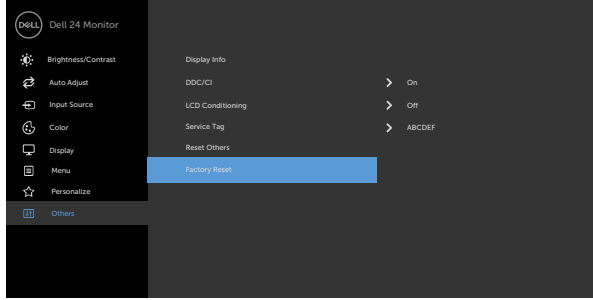 DELL Dell 24 Monitor
Brightness/Contrast
Auto Adjust
Input Source
Color
Display
Menu
Personalize
Others
Display Info
DDC/CI On
LCD Conditioning Off
Service Tag ABCDEF
Reset Others
Factory Reset